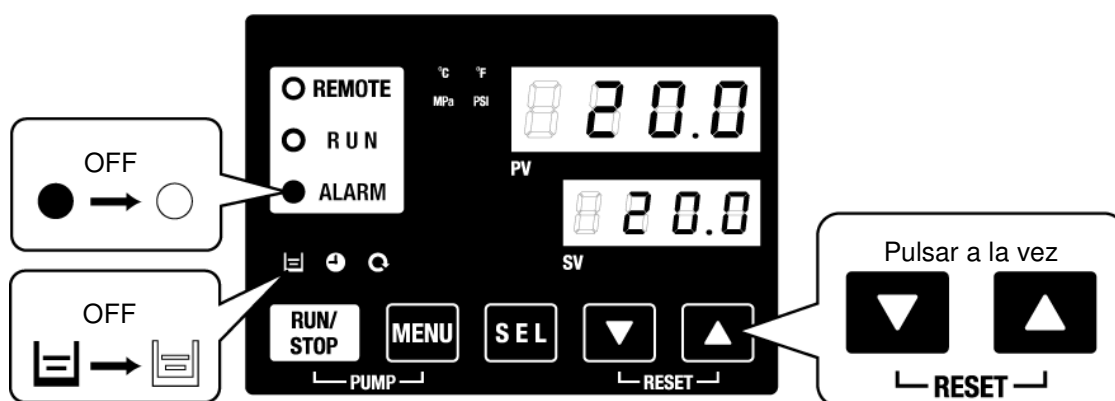 OFF
OFF
REMOTE
RUN
ALARM
°C °F
MPa PSI
20.0
PV
20.0
SV
RUN/
STOP
MENU
SEL
PUMP
RESET
Pulsar a la vez
RESET